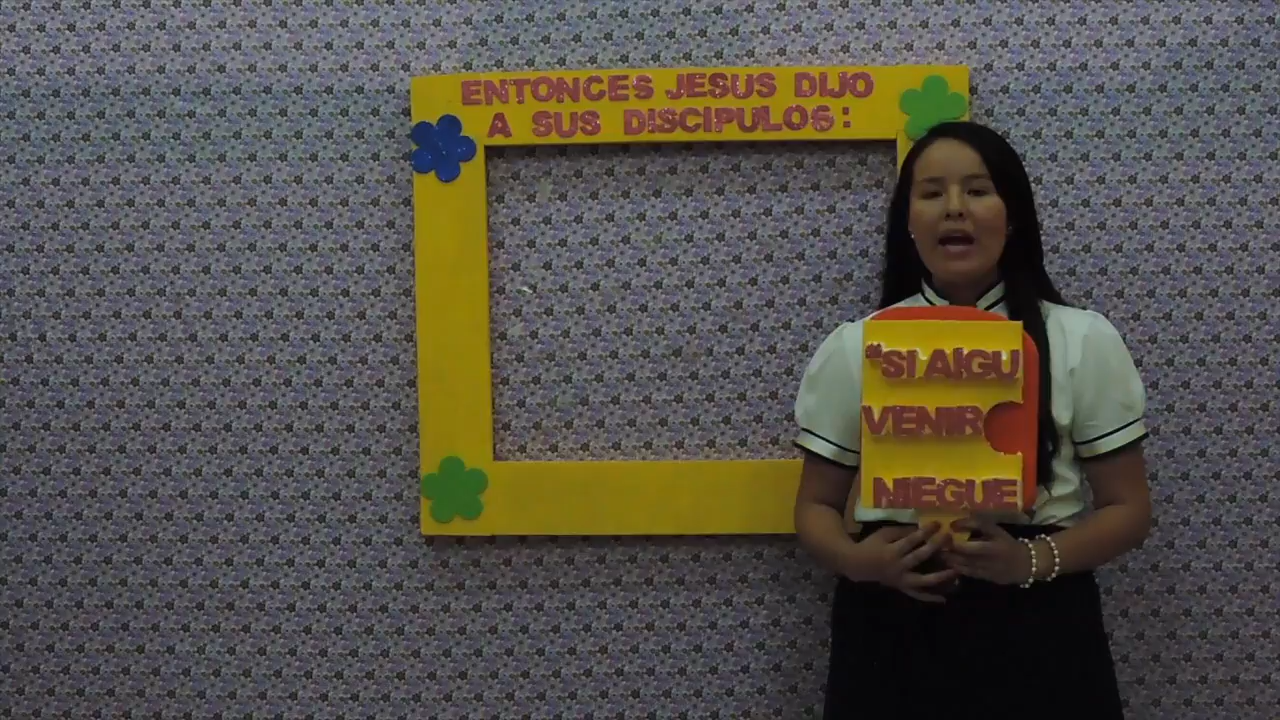 ENTONCES JESUS DIJO
A SUS DISCIPULOS:
"SI AlGU
VENIR
NIEGUE